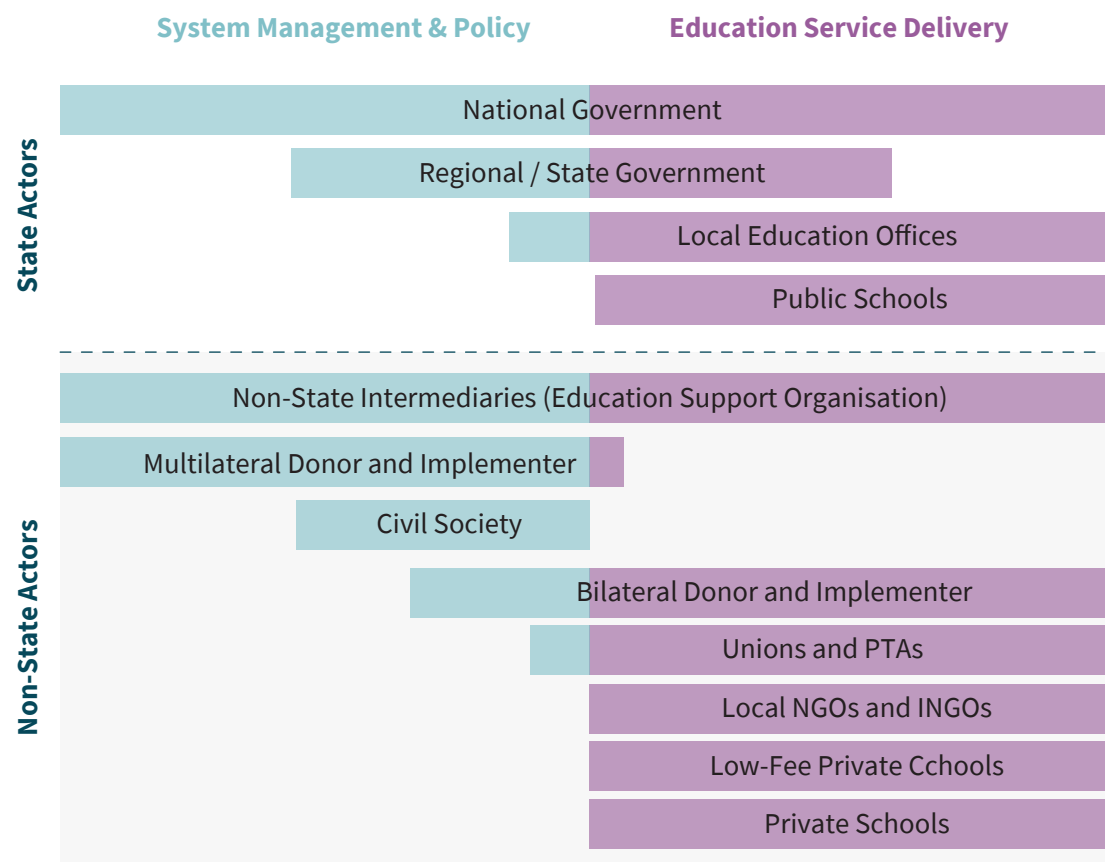 System Management & Policy
Education Service Delivery
State Actors
National Government
Regional / State Government
Local Education Offices
Public Schools
Non-State Actors
Non-State Intermediaries (Education Support Organisation)
Multilateral Donor and Implementer
Civil Society
Bilateral Donor and Implementer
Unions and PTAs
Local NGOs and INGOs
Low-Fee Private Cchools
Private Schools